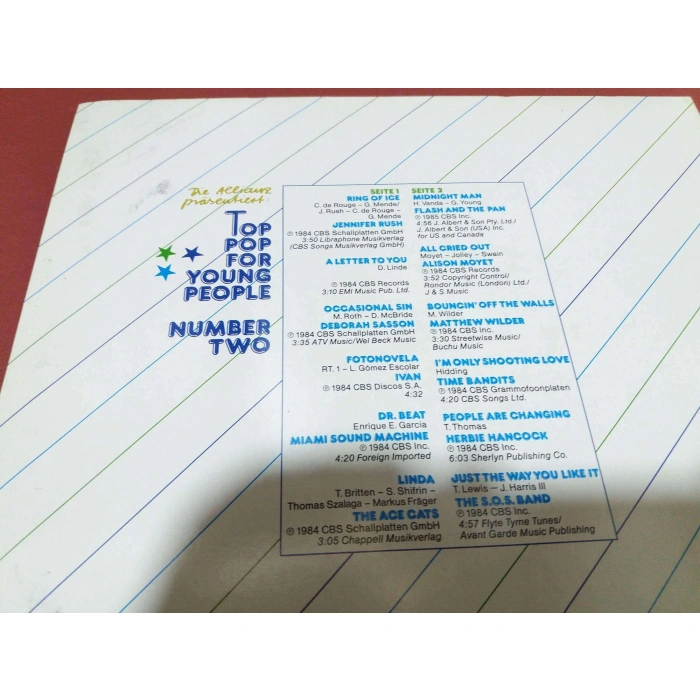 Die Allianz
präsentiert:
TOP
POP
FOR
YOUNG
PEOPLE
NUMBER
TWO
SEITE 1
RING OF ICE
C. de Rouge – G. Mende/
J. Rush – C. de Rouge –
G. Mende
JENNIFER RUSH
℗ 1984 CBS Schallplatten GmbH
3:50 Libraphone Musikverlag
(CBS Songs Musikverlag GmbH)
A LETTER TO YOU
D. Linde
℗ 1984 CBS Records
3:10 EMI Music Pub. Ltd.
OCCASIONAL SIN
M. Roth – D. McBride
DEBORAH SASSON
℗ 1984 CBS Schallplatten GmbH
3:35 ATV Music/Wel Beck Music
FOTONOVELA
RT. 1 – L. Gómez Escolar
IVAN
℗ 1984 CBS Discos S.A.
4:32
DR. BEAT
Enrique E. Garcia
MIAMI SOUND MACHINE
℗ 1984 CBS Inc.
4:20 Foreign Imported
LINDA
T. Britten – S. Shifrin –
Thomas Szalaga – Markus Fräger
THE ACE CATS
℗ 1984 CBS Schallplatten GmbH
3:05 Chappell Musikverlag
SEITE 2
MIDNIGHT MAN
H. Vanda – G. Young
FLASH AND THE PAN
℗ 1985 CBS Inc.
4:56 J. Albert & Son Pty. Ltd./
J. Albert & Son (USA) Inc.
for US and Canada
ALL CRIED OUT
Moyet – Jolley – Swain
ALISON MOYET
℗ 1984 CBS Records
3:52 Copyright Control/
Rondor Music (London) Ltd./
J & S Music
BOUNCIN' OFF THE WALLS
M. Wilder
MATTHEW WILDER
℗ 1984 CBS Inc.
3:30 Streetwise Music/
Buchu Music
I'M ONLY SHOOTING LOVE
Hidding
TIME BANDITS
℗ 1984 CBS Grammofoonplaten
4:20 CBS Songs Ltd.
PEOPLE ARE CHANGING
T. Thomas
HERBIE HANCOCK
℗ 1984 CBS Inc.
6:03 Sherlyn Publishing Co.
JUST THE WAY YOU LIKE IT
T. Lewis – J. Harris III
THE S.O.S. BAND
℗ 1984 CBS Inc.
4:57 Flyte Tyme Tunes/
Avant Garde Music Publishing